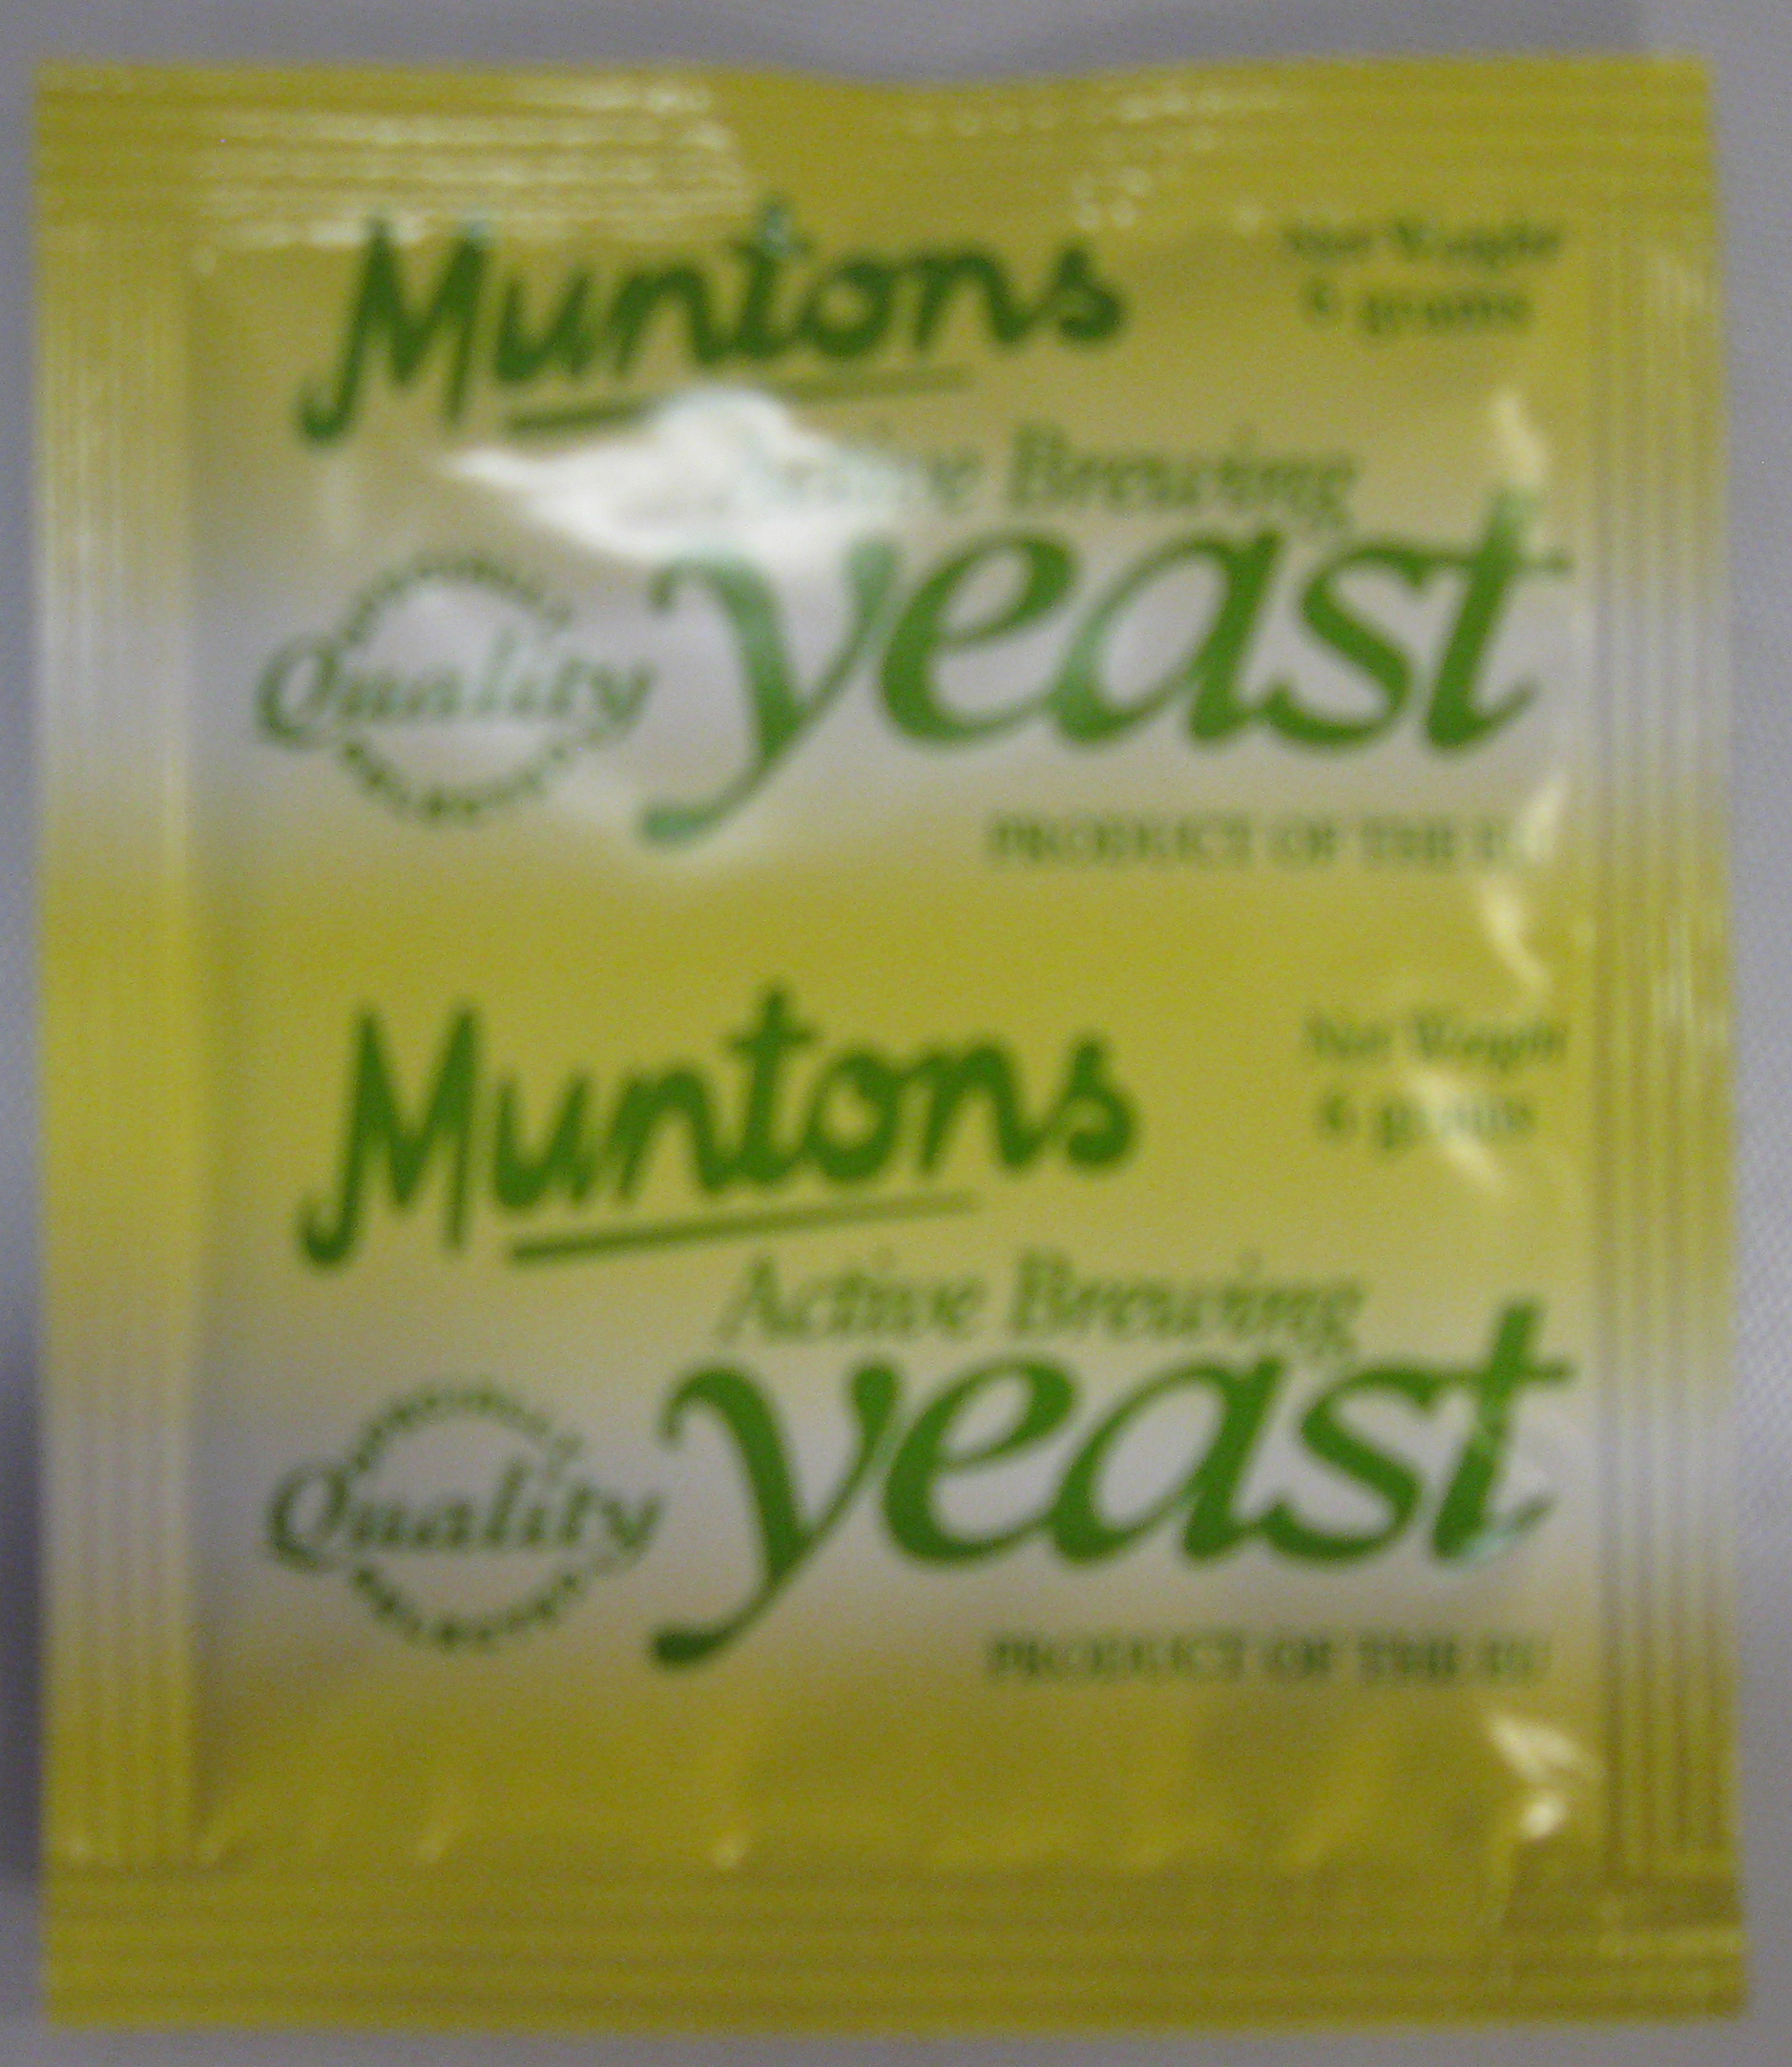 Muntons
Net Weight
6 grams
Active Brewing
Quality
yeast
PRODUCT OF THE
Muntons
Net Weight
6 grams
Active Brewing
Quality
yeast
PRODUCT OF THE EU